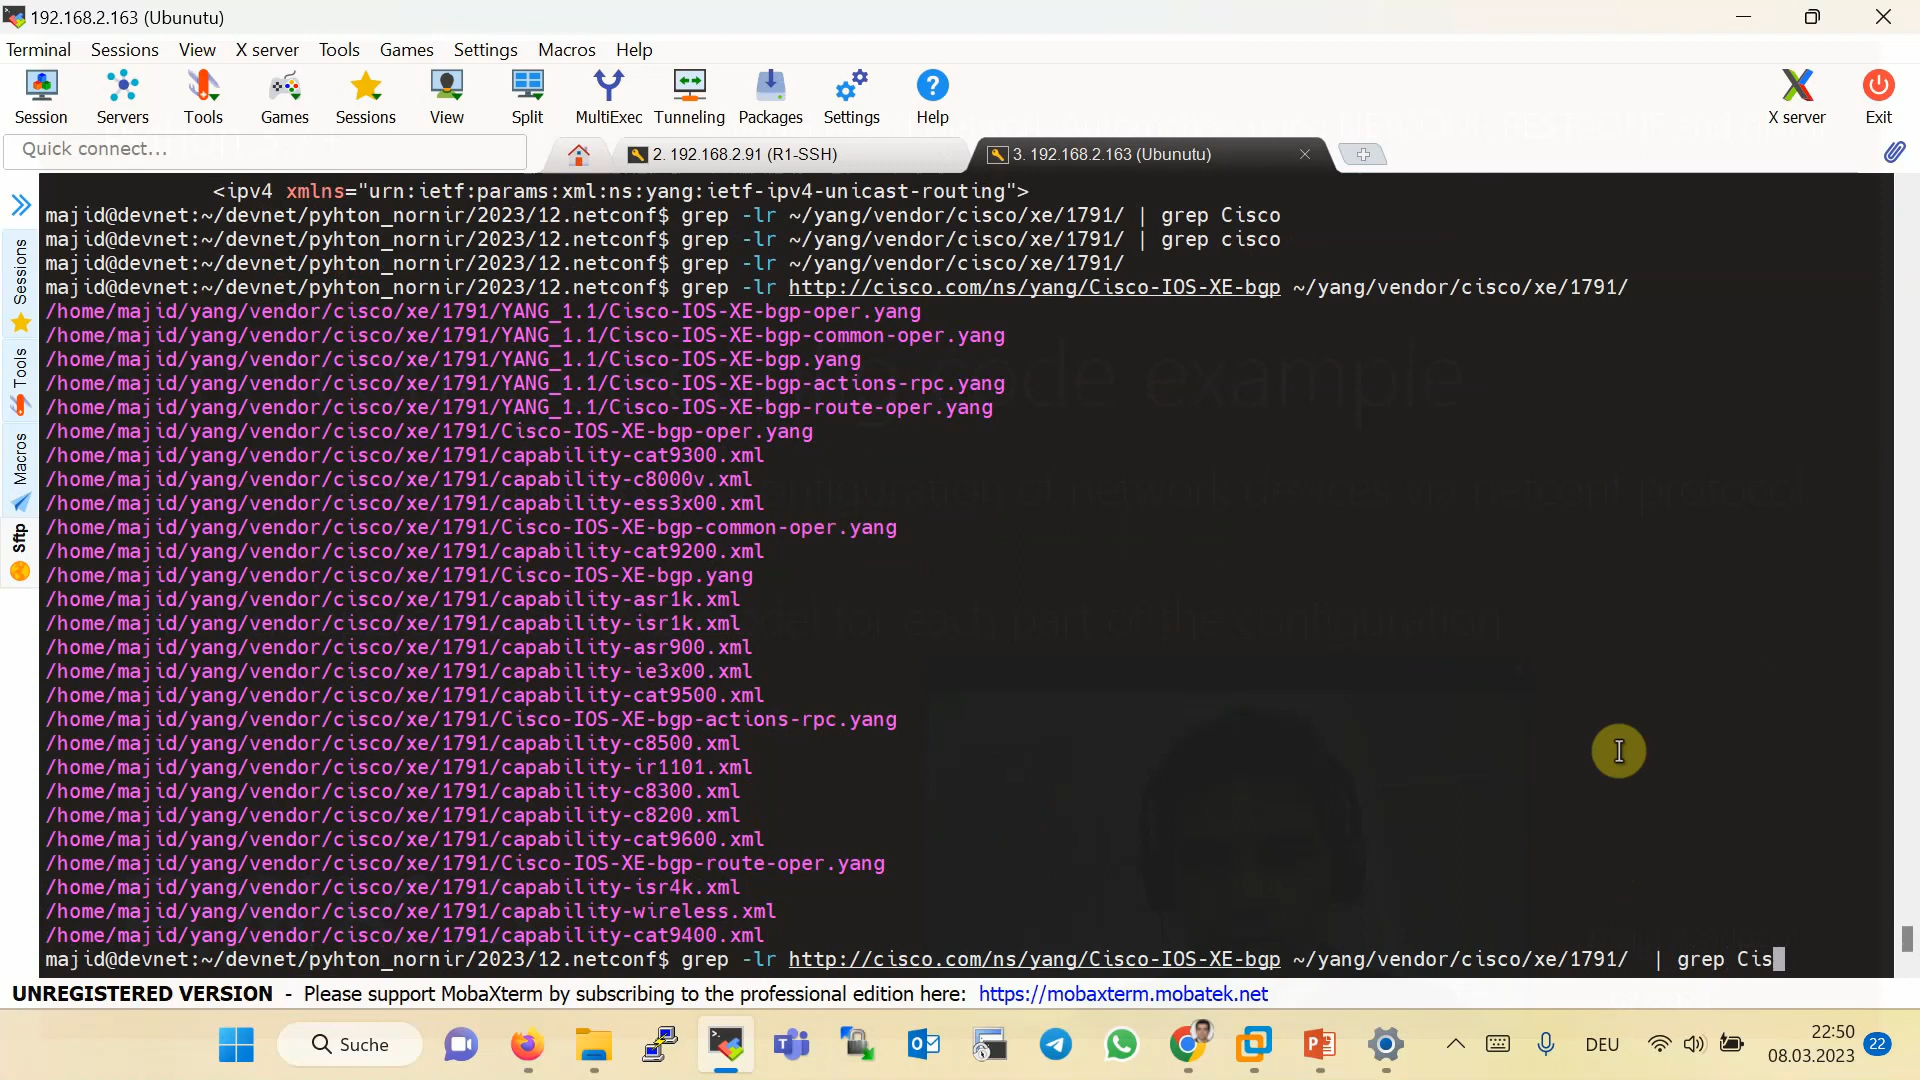 192.168.2.163 (Ubunutu)
Terminal Sessions View X server Tools Games Settings Macros Help
Session Servers Tools Games Sessions View Split MultiExec Tunneling Packages Settings Help X server Exit
Quick connect...
2. 192.168.2.91 (R1-SSH)
3. 192.168.2.163 (Ubunutu)
Sessions
Tools
Macros
Sftp
<ipv4 xmlns="urn:ietf:params:xml:ns:yang:ietf-ipv4-unicast-routing">
majid@devnet:~/devnet/pyhton_nornir/2023/12.netconf$ grep -lr ~/yang/vendor/cisco/xe/1791/ | grep Cisco
majid@devnet:~/devnet/pyhton_nornir/2023/12.netconf$ grep -lr ~/yang/vendor/cisco/xe/1791/ | grep cisco
majid@devnet:~/devnet/pyhton_nornir/2023/12.netconf$ grep -lr ~/yang/vendor/cisco/xe/1791/
majid@devnet:~/devnet/pyhton_nornir/2023/12.netconf$ grep -lr http://cisco.com/ns/yang/Cisco-IOS-XE-bgp ~/yang/vendor/cisco/xe/1791/
/home/majid/yang/vendor/cisco/xe/1791/YANG_1.1/Cisco-IOS-XE-bgp-oper.yang
/home/majid/yang/vendor/cisco/xe/1791/YANG_1.1/Cisco-IOS-XE-bgp-common-oper.yang
/home/majid/yang/vendor/cisco/xe/1791/YANG_1.1/Cisco-IOS-XE-bgp.yang
/home/majid/yang/vendor/cisco/xe/1791/YANG_1.1/Cisco-IOS-XE-bgp-actions-rpc.yang
/home/majid/yang/vendor/cisco/xe/1791/YANG_1.1/Cisco-IOS-XE-bgp-route-oper.yang
/home/majid/yang/vendor/cisco/xe/1791/Cisco-IOS-XE-bgp-oper.yang
/home/majid/yang/vendor/cisco/xe/1791/capability-cat9300.xml
/home/majid/yang/vendor/cisco/xe/1791/capability-c8000v.xml
/home/majid/yang/vendor/cisco/xe/1791/capability-ess3x00.xml
/home/majid/yang/vendor/cisco/xe/1791/Cisco-IOS-XE-bgp-common-oper.yang
/home/majid/yang/vendor/cisco/xe/1791/capability-cat9200.xml
/home/majid/yang/vendor/cisco/xe/1791/Cisco-IOS-XE-bgp.yang
/home/majid/yang/vendor/cisco/xe/1791/capability-asr1k.xml
/home/majid/yang/vendor/cisco/xe/1791/capability-isr1k.xml
/home/majid/yang/vendor/cisco/xe/1791/capability-asr900.xml
/home/majid/yang/vendor/cisco/xe/1791/capability-ie3x00.xml
/home/majid/yang/vendor/cisco/xe/1791/capability-cat9500.xml
/home/majid/yang/vendor/cisco/xe/1791/Cisco-IOS-XE-bgp-actions-rpc.yang
/home/majid/yang/vendor/cisco/xe/1791/capability-c8500.xml
/home/majid/yang/vendor/cisco/xe/1791/capability-ir1101.xml
/home/majid/yang/vendor/cisco/xe/1791/capability-c8300.xml
/home/majid/yang/vendor/cisco/xe/1791/capability-c8200.xml
/home/majid/yang/vendor/cisco/xe/1791/capability-cat9600.xml
/home/majid/yang/vendor/cisco/xe/1791/Cisco-IOS-XE-bgp-route-oper.yang
/home/majid/yang/vendor/cisco/xe/1791/capability-isr4k.xml
/home/majid/yang/vendor/cisco/xe/1791/capability-wireless.xml
/home/majid/yang/vendor/cisco/xe/1791/capability-cat9400.xml
majid@devnet:~/devnet/pyhton_nornir/2023/12.netconf$ grep -lr http://cisco.com/ns/yang/Cisco-IOS-XE-bgp ~/yang/vendor/cisco/xe/1791/ | grep Cis
code example
configuration of network devices
netconf protocol
for each part of the configuration
UNREGISTERED VERSION - Please support MobaXterm by subscribing to the professional edition here: https://mobaxterm.mobatek.net
Suche
DEU
22:50
08.03.2023
22